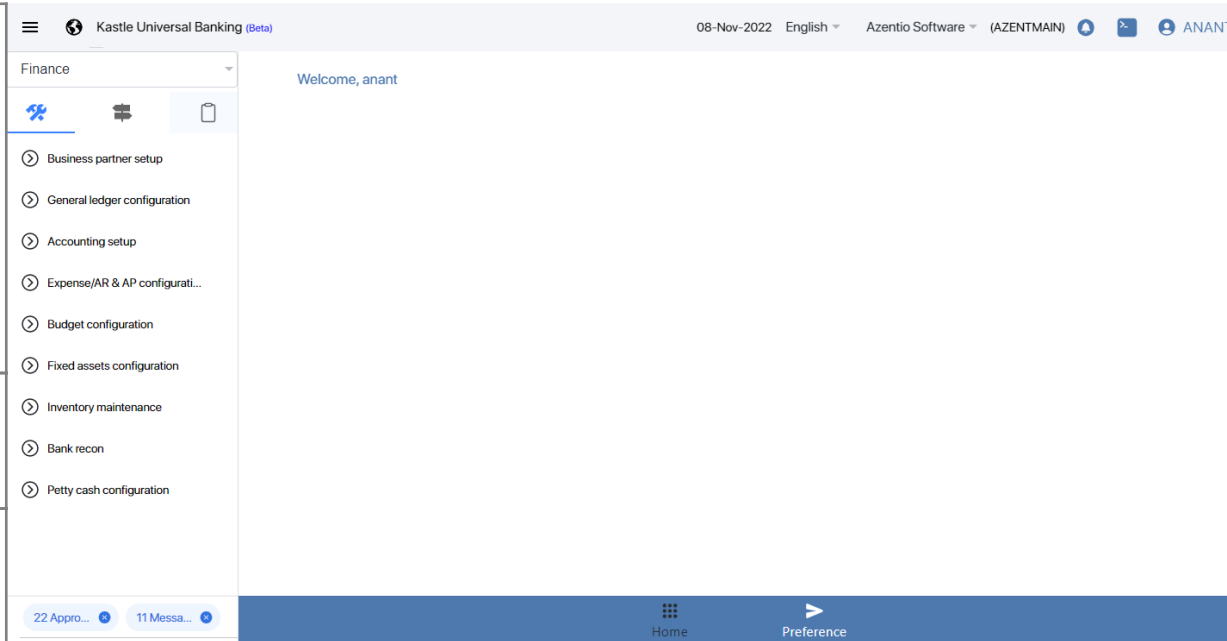 Kastle Universal Banking (Beta)
08-Nov-2022 English Azentio Software (AZENTMAIN) ANANT
Finance
Welcome, anant
Business partner setup
General ledger configuration
Accounting setup
Expense/AR & AP configurati...
Budget configuration
Fixed assets configuration
Inventory maintenance
Bank recon
Petty cash configuration
22 Appro... 11 Messa...
Home Preference